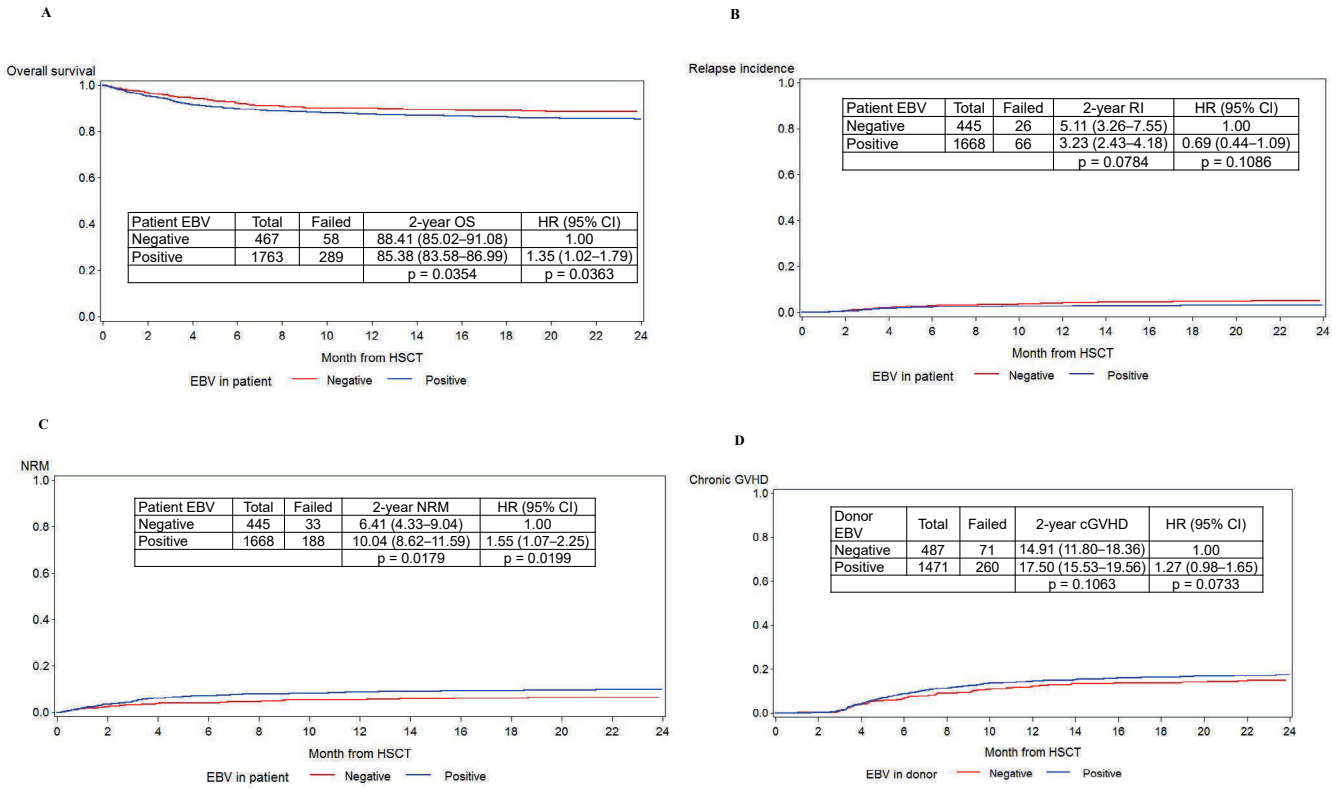 A
Overall survival
1.0
0.8
0.6
0.4
0.2
0.0
Patient EBV Total Failed 2-year OS HR (95% CI)
Negative 467 58 88.41 (85.02–91.08) 1.00
Positive 1763 289 85.38 (83.58–86.99) 1.35 (1.02–1.79)
p = 0.0354 p = 0.0363
0 2 4 6 8 10 12 14 16 18 20 22 24
Month from HSCT
EBV in patient Negative Positive
B
Relapse incidence
1.0
0.8
0.6
0.4
0.2
0.0
Patient EBV Total Failed 2-year RI HR (95% CI)
Negative 445 26 5.11 (3.26–7.55) 1.00
Positive 1668 66 3.23 (2.43–4.18) 0.69 (0.44–1.09)
p = 0.0784 p = 0.1086
0 2 4 6 8 10 12 14 16 18 20 22 24
Month from HSCT
EBV in patient Negative Positive
C
NRM
1.0
0.8
0.6
0.4
0.2
0.0
Patient EBV Total Failed 2-year NRM HR (95% CI)
Negative 445 33 6.41 (4.33–9.04) 1.00
Positive 1668 188 10.04 (8.62–11.59) 1.55 (1.07–2.25)
p = 0.0179 p = 0.0199
0 2 4 6 8 10 12 14 16 18 20 22 24
Month from HSCT
EBV in patient Negative Positive
D
Chronic GVHD
1.0
0.8
0.6
0.4
0.2
0.0
Donor
EBV Total Failed 2-year cGVHD HR (95% CI)
Negative 487 71 14.91 (11.80–18.36) 1.00
Positive 1471 260 17.50 (15.53–19.56) 1.27 (0.98–1.65)
p = 0.1063 p = 0.0733
0 2 4 6 8 10 12 14 16 18 20 22 24
Month from HSCT
EBV in donor Negative Positive